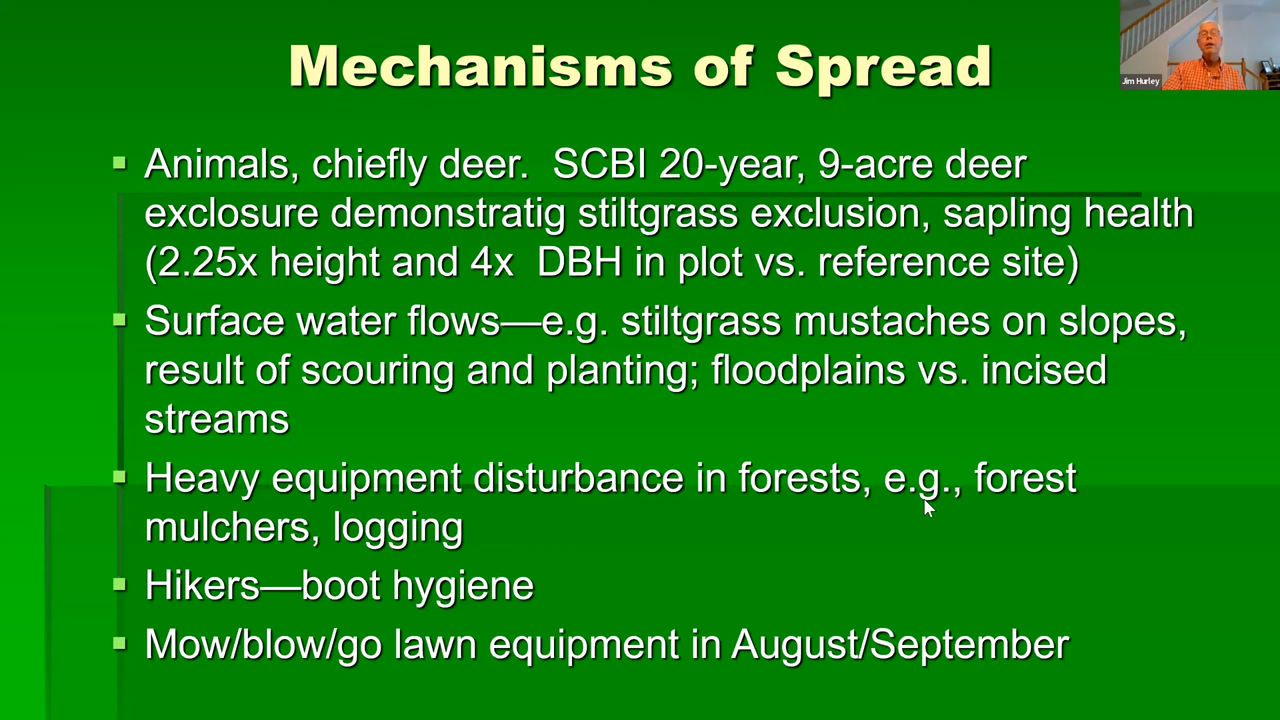 Mechanisms of Spread
Jim Hurley
Animals, chiefly deer.  SCBI 20-year, 9-acre deer
exclosure demonstratig stiltgrass exclusion, sapling health
(2.25x height and 4x  DBH in plot vs. reference site)
Surface water flows—e.g. stiltgrass mustaches on slopes,
result of scouring and planting; floodplains vs. incised
streams
Heavy equipment disturbance in forests, e.g., forest
mulchers, logging
Hikers—boot hygiene
Mow/blow/go lawn equipment in August/September